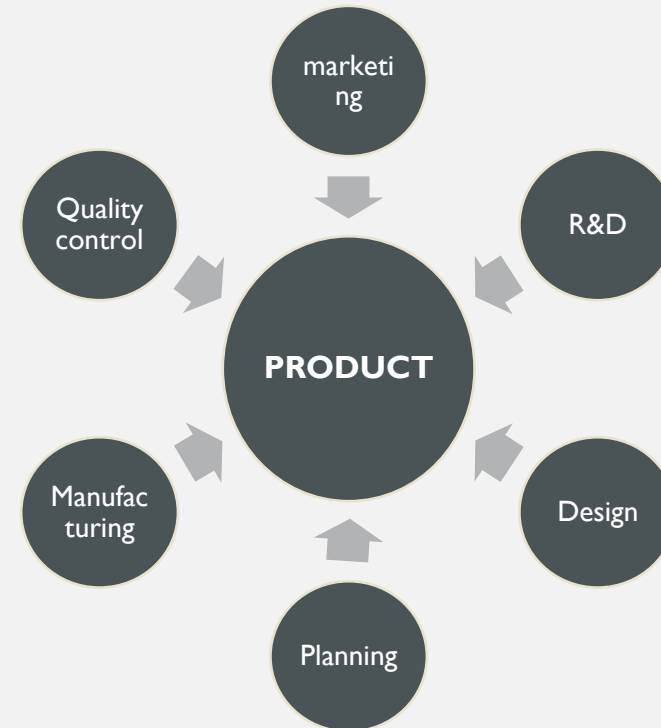 marketi
ng
Quality
control
R&D
PRODUCT
Manufac
turing
Design
Planning